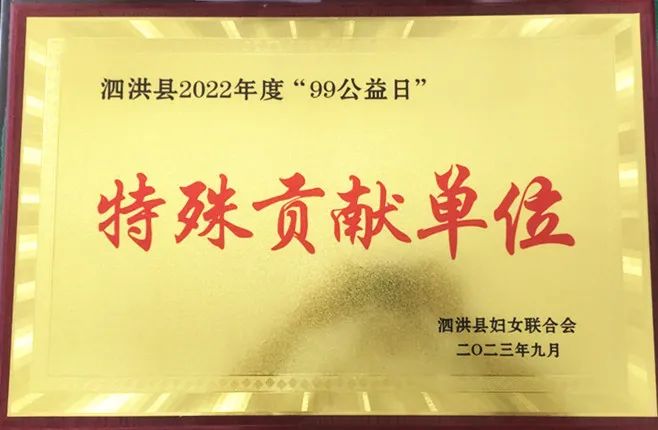 泗洪县2022年度“99公益日”
特殊贡献单位
泗洪县妇女联合会
二〇二三年九月